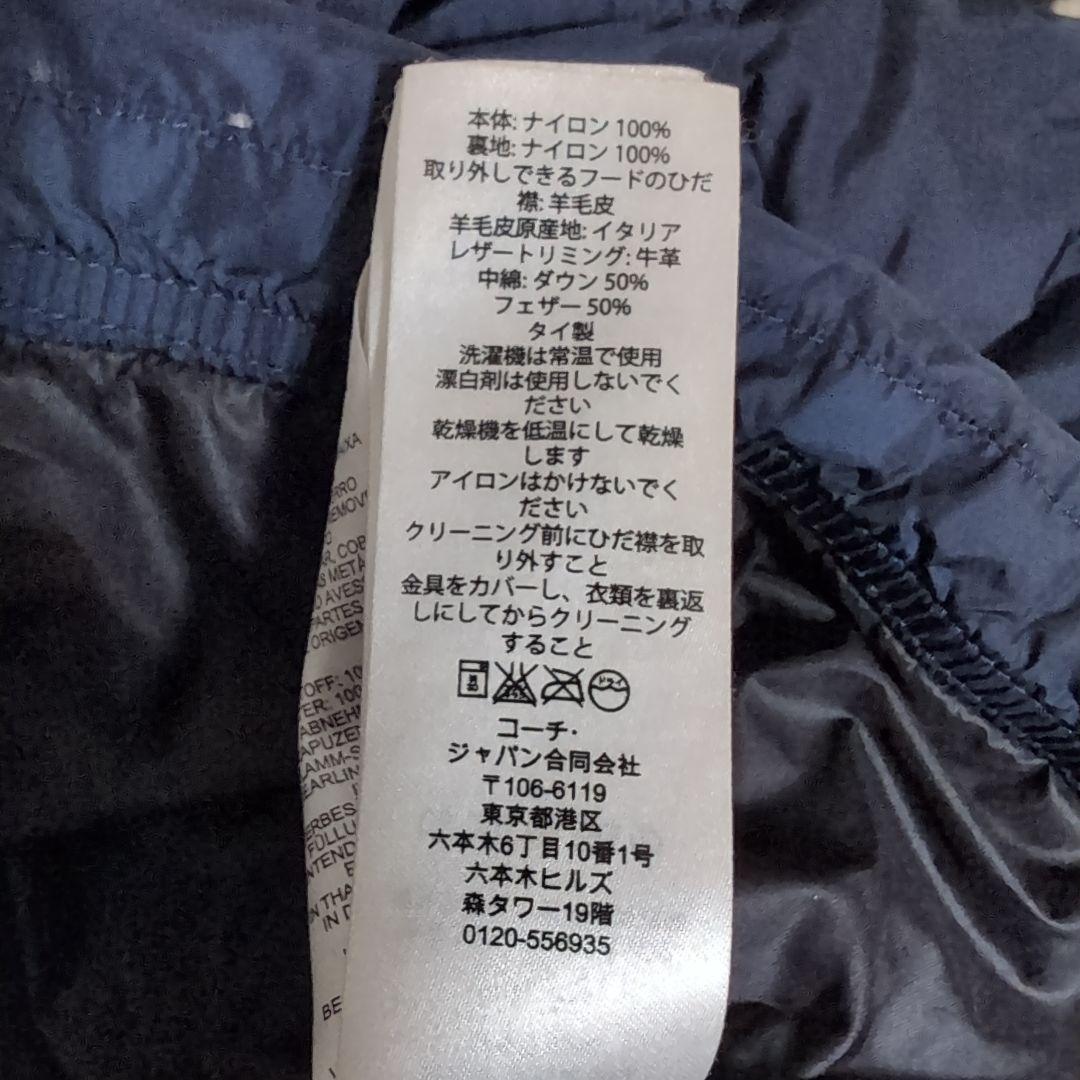 本体: ナイロン 100%
裏地: ナイロン 100%
取り外しできるフードのひだ
襟: 羊毛皮
羊毛皮原産地: イタリア
レザートリミング: 牛革
中綿: ダウン 50%
フェザー 50%
タイ製
洗濯機は常温で使用
漂白剤は使用しないでく
ださい
乾燥機を低温にして乾燥
します
アイロンはかけないでく
ださい
クリーニング前にひだ襟を取
り外すこと
金具をカバーし、衣類を裏返
しにしてからクリーニング
すること
ドライ
コーチ・
ジャパン合同会社
〒106-6119
東京都港区
六本木6丁目10番1号
六本木ヒルズ
森タワー19階
0120-556935